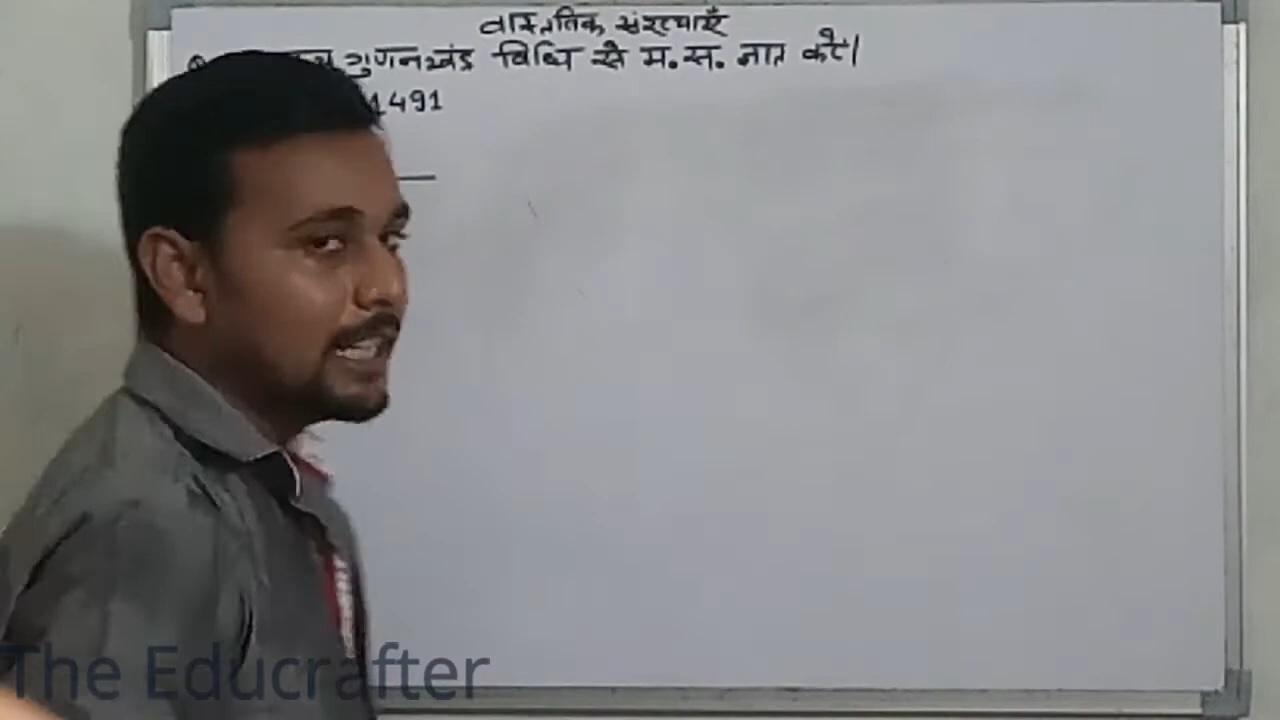 वास्तविक संख्याएँ
गुणनखंड विधि से म.स. ज्ञात करें।
1491
The Educrafter